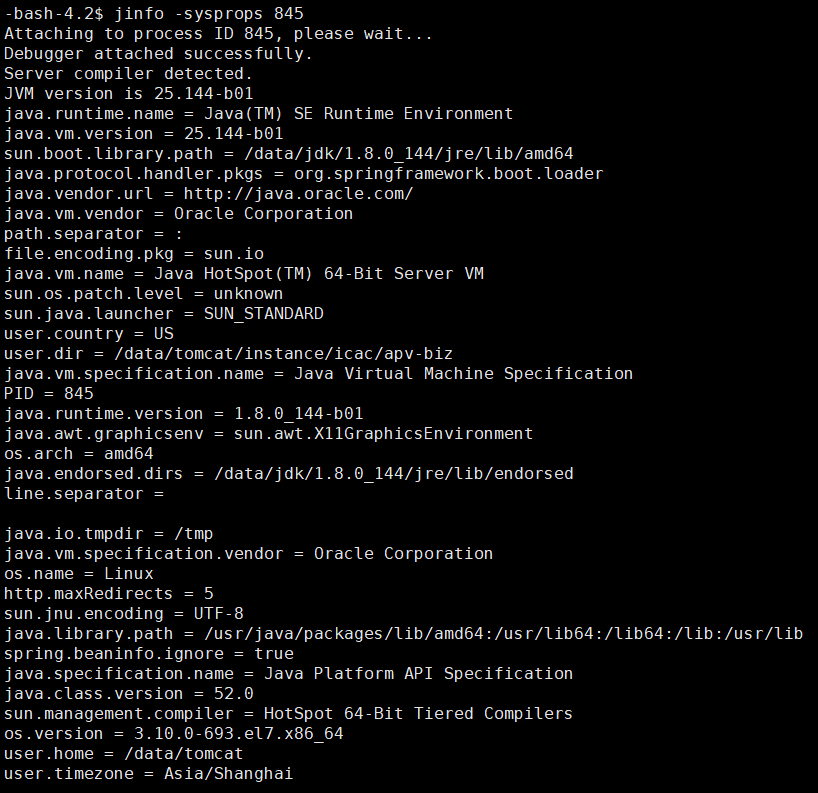 -bash-4.2$ jinfo -sysprops 845
Attaching to process ID 845, please wait...
Debugger attached successfully.
Server compiler detected.
JVM version is 25.144-b01
java.runtime.name = Java(TM) SE Runtime Environment
java.vm.version = 25.144-b01
sun.boot.library.path = /data/jdk/1.8.0_144/jre/lib/amd64
java.protocol.handler.pkgs = org.springframework.boot.loader
java.vendor.url = http://java.oracle.com/
java.vm.vendor = Oracle Corporation
path.separator = :
file.encoding.pkg = sun.io
java.vm.name = Java HotSpot(TM) 64-Bit Server VM
sun.os.patch.level = unknown
sun.java.launcher = SUN_STANDARD
user.country = US
user.dir = /data/tomcat/instance/icac/apv-biz
java.vm.specification.name = Java Virtual Machine Specification
PID = 845
java.runtime.version = 1.8.0_144-b01
java.awt.graphicsenv = sun.awt.X11GraphicsEnvironment
os.arch = amd64
java.endorsed.dirs = /data/jdk/1.8.0_144/jre/lib/endorsed
line.separator =

java.io.tmpdir = /tmp
java.vm.specification.vendor = Oracle Corporation
os.name = Linux
http.maxRedirects = 5
sun.jnu.encoding = UTF-8
java.library.path = /usr/java/packages/lib/amd64:/usr/lib64:/lib64:/lib:/usr/lib
spring.beaninfo.ignore = true
java.specification.name = Java Platform API Specification
java.class.version = 52.0
sun.management.compiler = HotSpot 64-Bit Tiered Compilers
os.version = 3.10.0-693.el7.x86_64
user.home = /data/tomcat
user.timezone = Asia/Shanghai